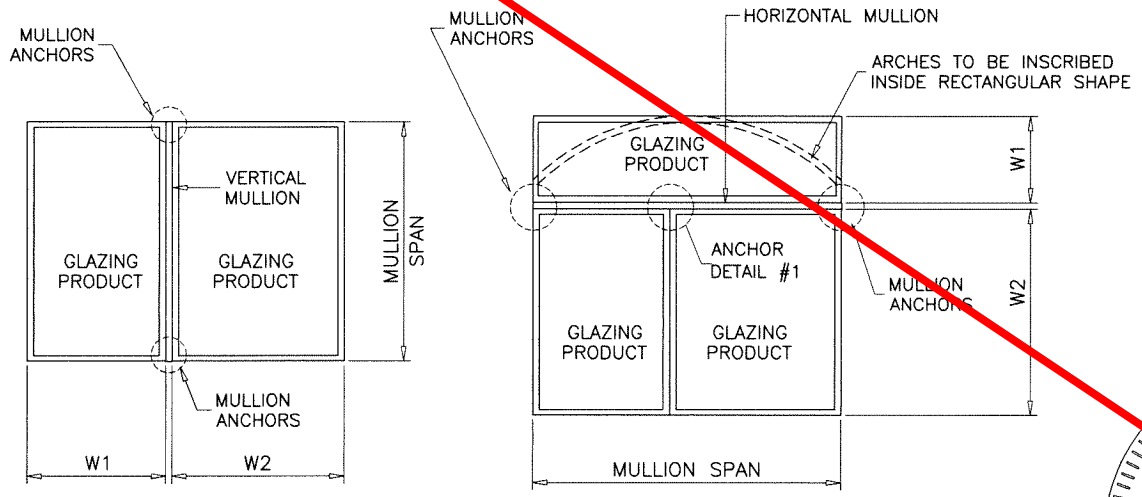 MULLION
ANCHORS
VERTICAL
MULLION
GLAZING
PRODUCT
GLAZING
PRODUCT
MULLION
SPAN
MULLION
ANCHORS
W1
W2
MULLION
ANCHORS
HORIZONTAL MULLION
ARCHES TO BE INSCRIBED
INSIDE RECTANGULAR SHAPE
GLAZING
PRODUCT
W1
ANCHOR
DETAIL #1
MULLION
ANCHORS
GLAZING
PRODUCT
GLAZING
PRODUCT
W2
MULLION SPAN